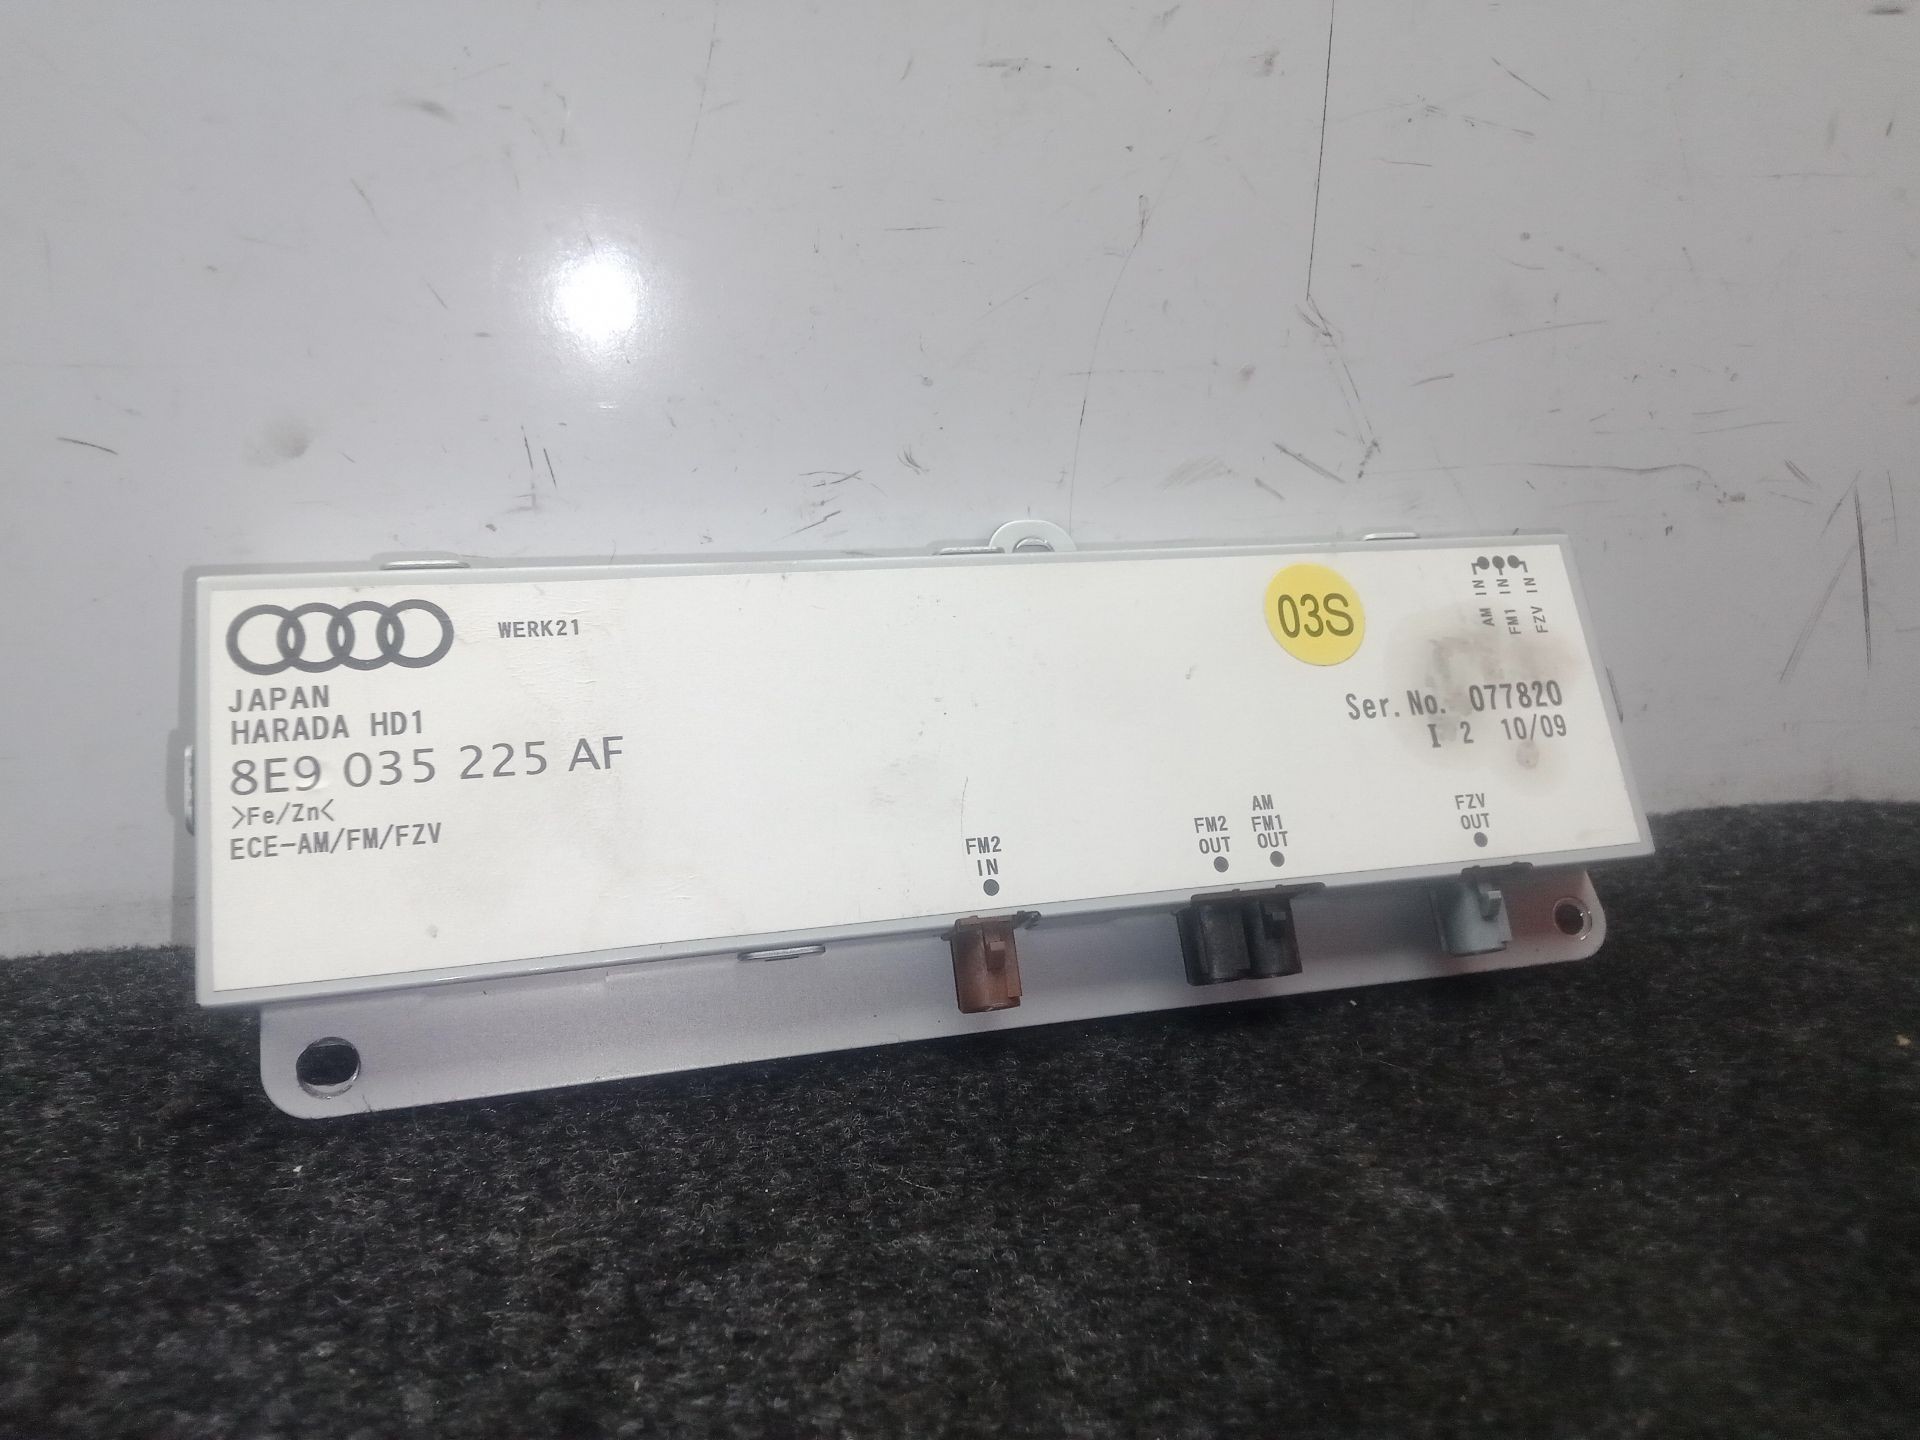 WERK21
JAPAN
HARADA HD1
8E9 035 225 AF
>Fe/Zn<
ECE-AM/FM/FZV
03S
AM IN
FM1 IN
FZV IN
Ser.No. 077820
I 2 10/09
FM2
IN
FM2
OUT
AM
FM1
OUT
FZV
OUT